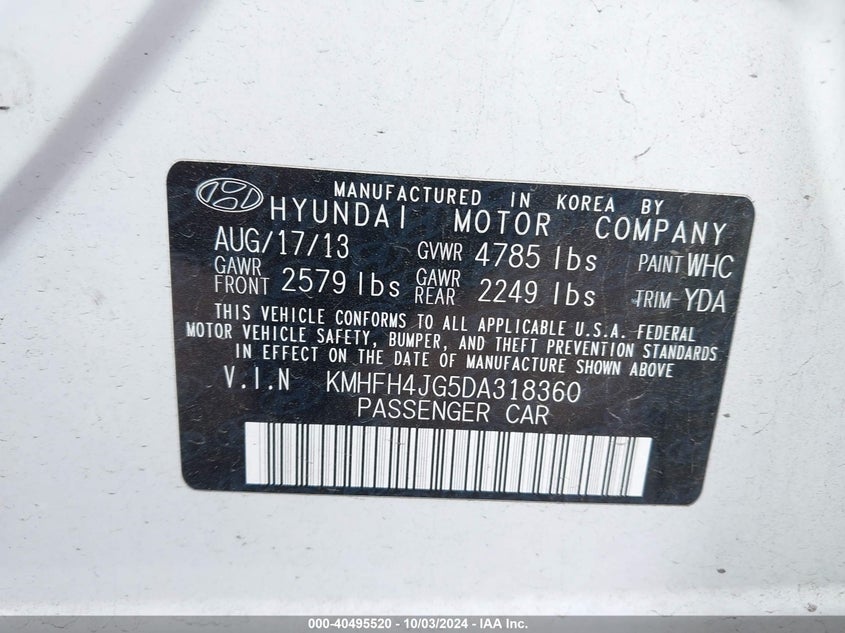 MANUFACTURED IN KOREA BY
HYUNDAI MOTOR COMPANY
AUG/17/13 GVWR 4785 lbs PAINT WHC
GAWR FRONT 2579 lbs GAWR REAR 2249 lbs TRIM YDA
THIS VEHICLE CONFORMS TO ALL APPLICABLE U.S.A. FEDERAL
MOTOR VEHICLE SAFETY, BUMPER, AND THEFT PREVENTION STANDARDS
IN EFFECT ON THE DATE OF MANUFACTURE SHOWN ABOVE
V.I.N KMHFH4JG5DA318360
PASSENGER CAR
000-40495520 - 10/03/2024 - IAA Inc.